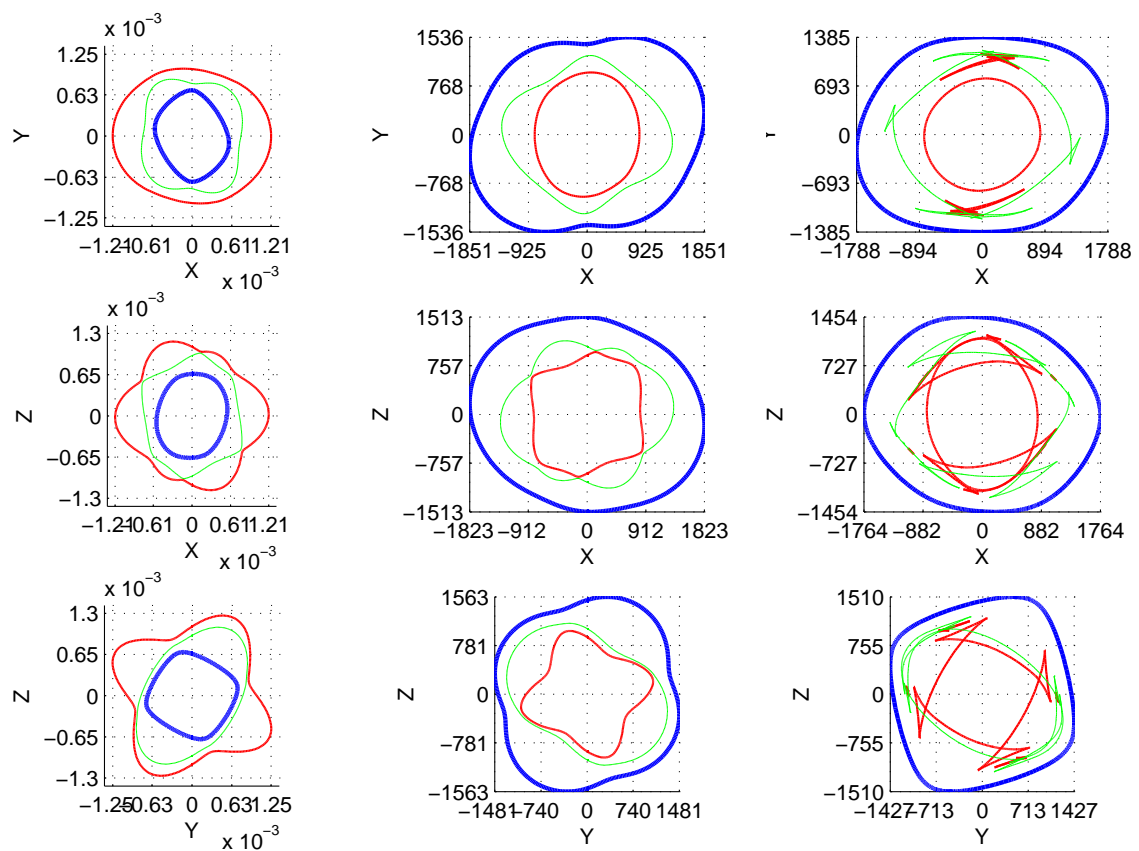 x 10⁻³
1.25
0.63
0
−0.63
−1.25
Y
−1.21 −0.61 0 0.61 1.21
X
x 10⁻³
1536
768
0
−768
−1536
Y
−1851 −925 0 925 1851
X
1385
693
0
−693
−1385
−1788 −894 0 894 1788
X
x 10⁻³
1.3
0.65
0
−0.65
−1.3
Z
−1.21 −0.61 0 0.61 1.21
X
x 10⁻³
1513
757
0
−757
−1513
Z
−1823 −912 0 912 1823
X
1454
727
0
−727
−1454
Z
−1764 −882 0 882 1764
X
x 10⁻³
1.3
0.65
0
−0.65
−1.3
Z
−1.25 −0.63 0 0.63 1.25
Y
x 10⁻³
1563
781
0
−781
−1563
Z
−1481 −740 0 740 1481
Y
1510
755
0
−755
−1510
Z
−1427 −713 0 713 1427
Y